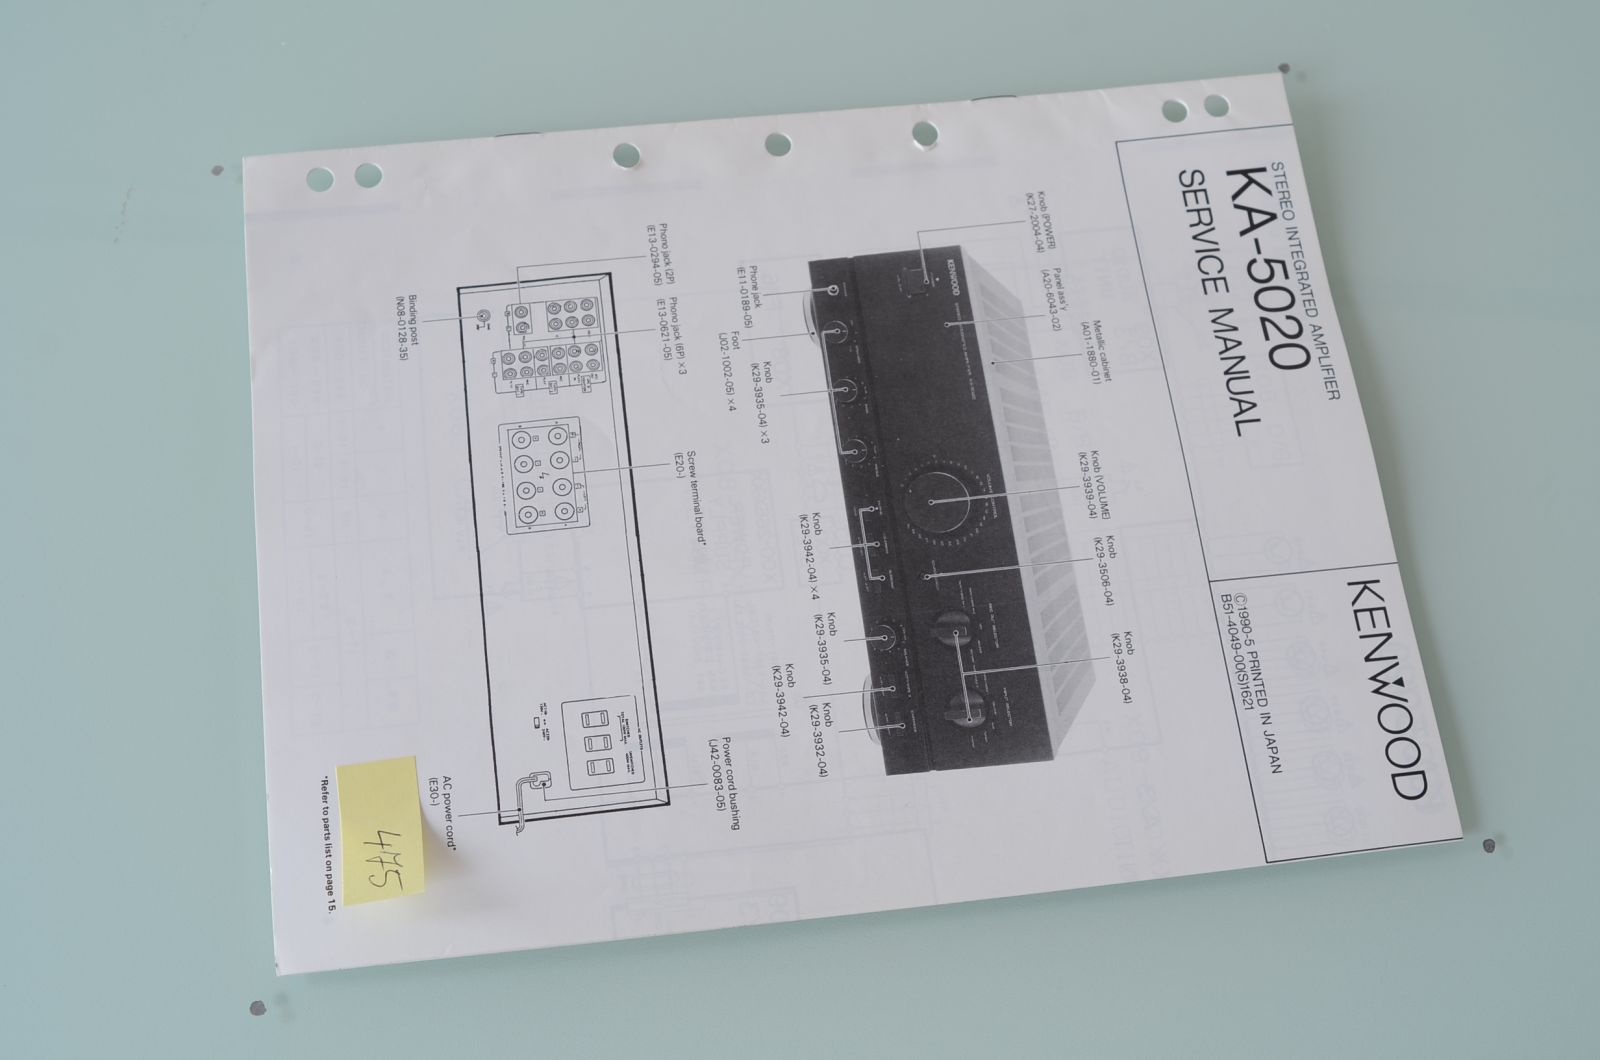 STEREO INTEGRATED AMPLIFIER
KA-5020
SERVICE MANUAL
KENWOOD
©1990-5 PRINTED IN JAPAN
B51-4049-00(S)1621
Knob (POWER)
(K27-2004-04)
Panel ass'y
(A20-6043-02)
Metallic cabinet
(A01-1880-01)
Knob (VOLUME)
(K29-3939-04)
Knob
(K29-3506-04)
Knob
(K29-3938-04)
KENWOOD
Phone jack
(E11-0189-05)
Foot
(J02-1002-05) ×4
Knob
(K29-3935-04) ×3
Knob
(K29-3942-04) ×4
Knob
(K29-3935-04)
Knob
(K29-3942-04)
Knob
(K29-3932-04)
Phono jack (2P)
(E13-0294-05)
Phono jack (6P) ×3
(E13-0621-05)
Screw terminal board*
(E20-)
Power cord bushing
(J42-0083-05)
Binding post
(N08-0128-35)
AC power cord*
(E30-)
*Refer to parts list on page 15.
475